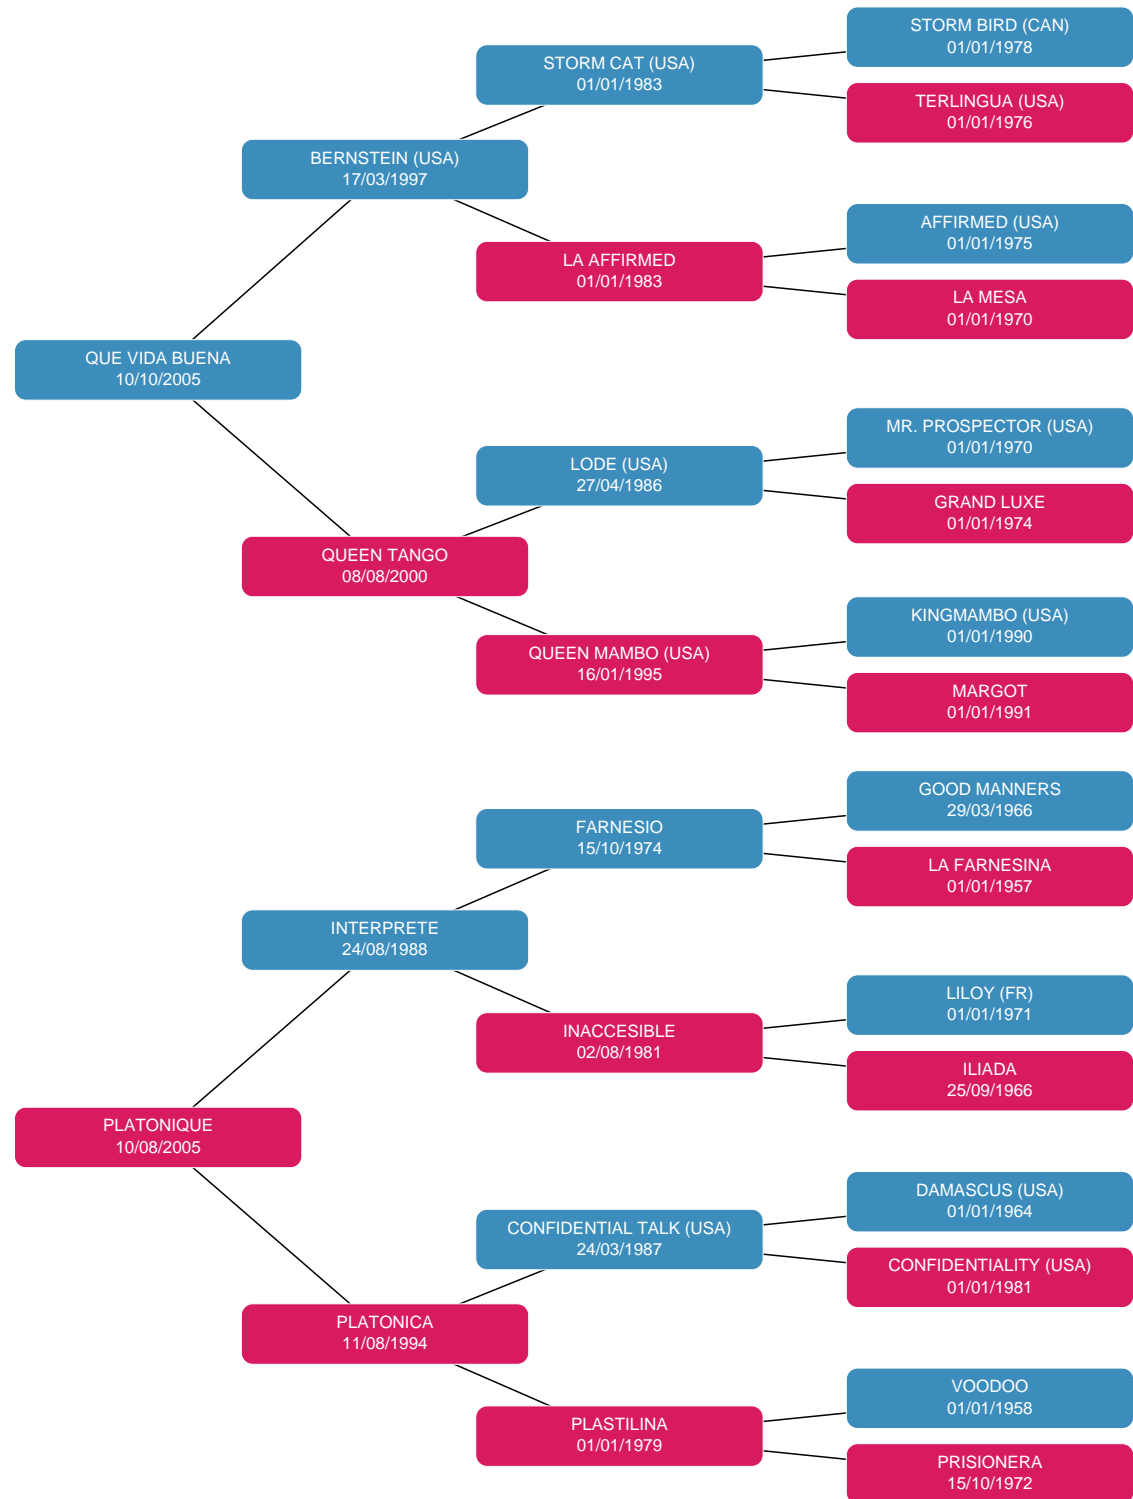 STORM BIRD (CAN)
01/01/1978
STORM CAT (USA)
01/01/1983
TERLINGUA (USA)
01/01/1976
BERNSTEIN (USA)
17/03/1997
AFFIRMED (USA)
01/01/1975
LA AFFIRMED
01/01/1983
LA MESA
01/01/1970
QUE VIDA BUENA
10/10/2005
MR. PROSPECTOR (USA)
01/01/1970
LODE (USA)
27/04/1986
GRAND LUXE
01/01/1974
QUEEN TANGO
08/08/2000
KINGMAMBO (USA)
01/01/1990
QUEEN MAMBO (USA)
16/01/1995
MARGOT
01/01/1991
GOOD MANNERS
29/03/1966
FARNESIO
15/10/1974
LA FARNESINA
01/01/1957
INTERPRETE
24/08/1988
LILOY (FR)
01/01/1971
INACCESIBLE
02/08/1981
ILIADA
25/09/1966
PLATONIQUE
10/08/2005
DAMASCUS (USA)
01/01/1964
CONFIDENTIAL TALK (USA)
24/03/1987
CONFIDENTIALITY (USA)
01/01/1981
PLATONICA
11/08/1994
VOODOO
01/01/1958
PLASTILINA
01/01/1979
PRISIONERA
15/10/1972